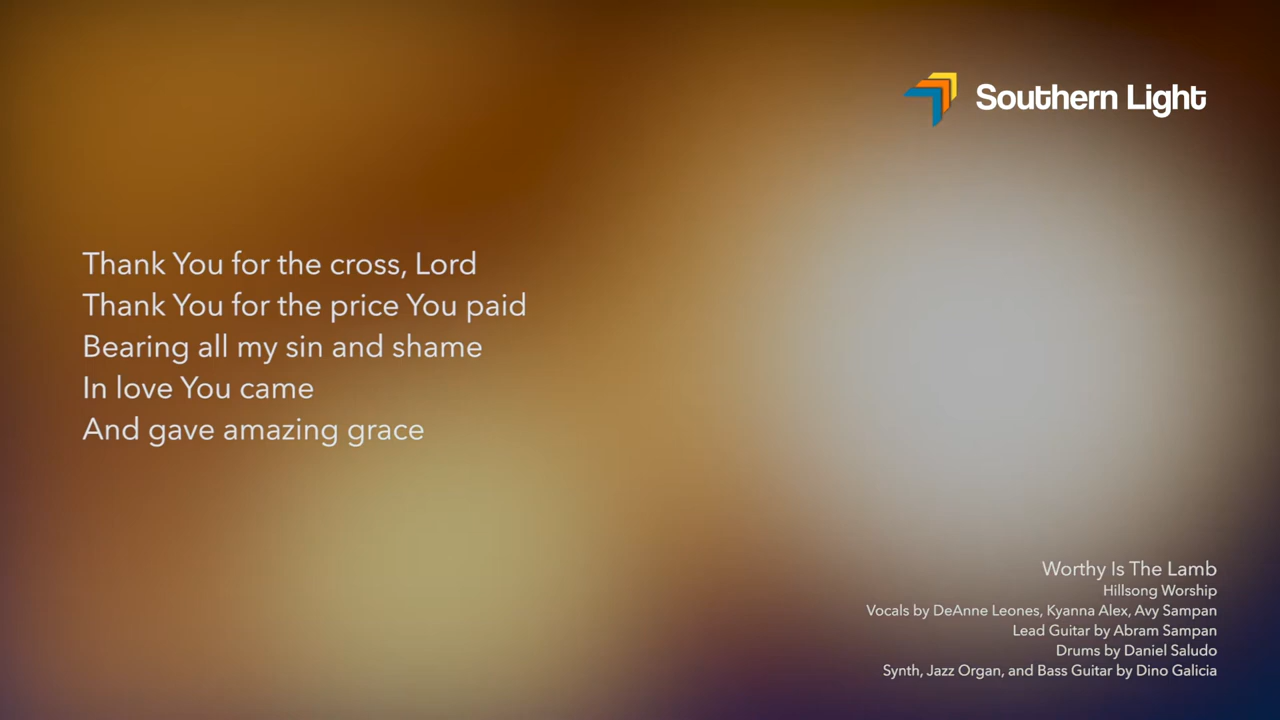 Southern Light
Thank You for the cross, Lord
Thank You for the price You paid
Bearing all my sin and shame
In love You came
And gave amazing grace
Worthy Is The Lamb
Hillsong Worship
Vocals by DeAnne Leones, Kyanna Alex, Avy Sampan
Lead Guitar by Abram Sampan
Drums by Daniel Saludo
Synth, Jazz Organ, and Bass Guitar by Dino Galicia